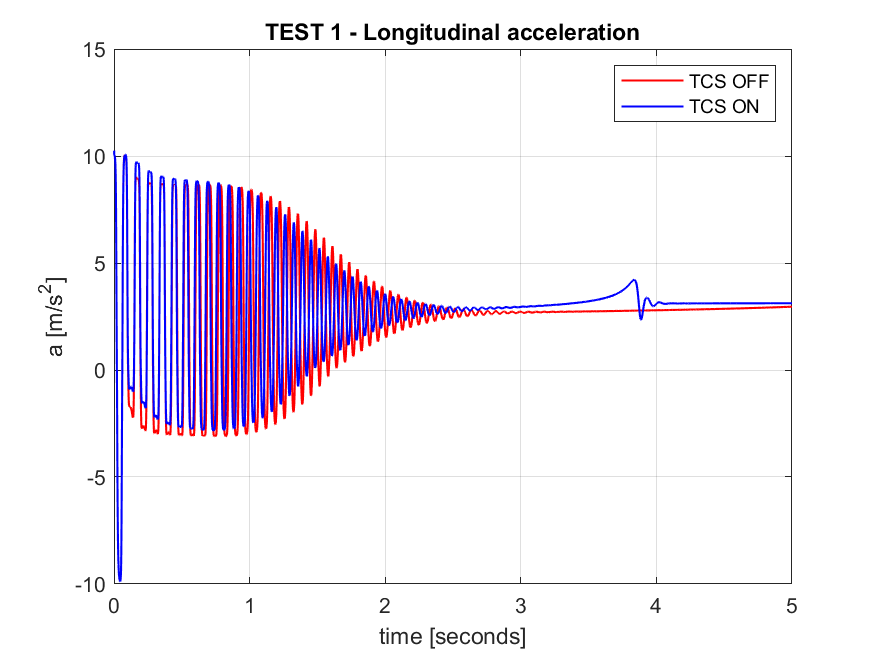 TEST 1 - Longitudinal acceleration
15
10
5
0
-5
-10
a [m/s²]
TCS OFF
TCS ON
0 1 2 3 4 5
time [seconds]